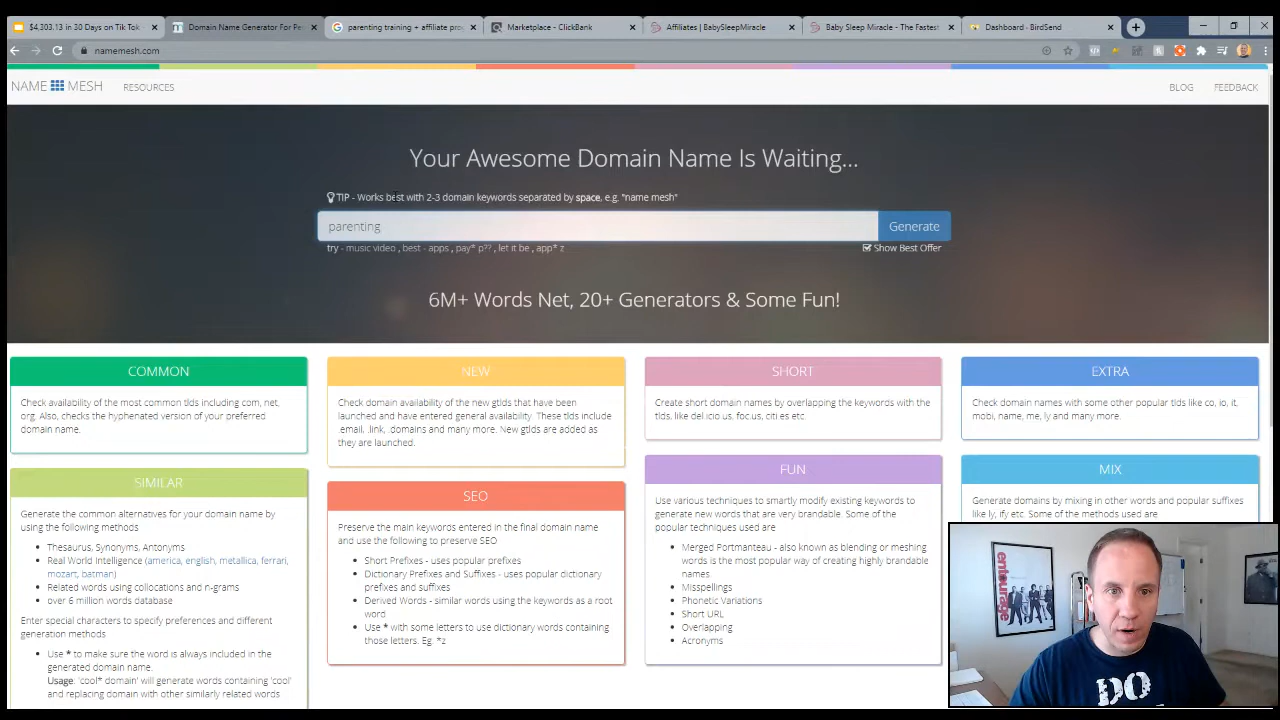 $4,303.13 in 30 Days on Tik Tok
Domain Name Generator For Pe
parenting training + affiliate pro
Marketplace - ClickBank
Affiliates | BabySleepMiracle
Baby Sleep Miracle - The Fastest
Dashboard - BirdSend
namemesh.com
NAME MESH
RESOURCES
BLOG
FEEDBACK
Your Awesome Domain Name Is Waiting...
TIP - Works best with 2-3 domain keywords separated by space, e.g. "name mesh"
parenting
Generate
try - music video , best - apps , pay* p?? , let it be , app* z
Show Best Offer
6M+ Words Net, 20+ Generators & Some Fun!
COMMON
Check availability of the most common tlds including com, net,
org. Also, checks the hyphenated version of your preferred
domain name.
NEW
Check domain availability of the new gtlds that have been
launched and have entered general availability. These tlds include
.email, .link, .domains and many more. New gtlds are added as
they are launched.
SHORT
Create short domain names by overlapping the keywords with the
tlds, like del.icio.us, foc.us, citi.es etc
EXTRA
Check domain names with some other popular tlds like co, io, it,
mobi, name, me, ly and many more.
SIMILAR
Generate the common alternatives for your domain name by
using the following methods
Thesaurus, Synonyms, Antonyms
Real World Intelligence (america, english, metallica, ferrari,
mozart, batman)
Related words using collocations and n-grams
over 6 million words database
Enter special characters to specify preferences and different
generation methods
Use * to make sure the word is always included in the
generated domain name.
Usage: 'cool* domain' will generate words containing 'cool'
and replacing domain with other similarly related words
SEO
Preserve the main keywords entered in the final domain name
and use the following to preserve SEO
Short Prefixes - uses popular prefixes
Dictionary Prefixes and Suffixes - uses popular dictionary
prefixes and suffixes
Derived Words - similar words using the keywords as a root
word
Use * with some letters to use dictionary words containing
those letters. Eg. *z
FUN
Use various techniques to smartly modify existing keywords to
generate new words that are very brandable. Some of the
popular techniques used are
Merged Portmanteau - also known as blending or meshing
words is the most popular way of creating highly brandable
names
Misspellings
Phonetic Variations
Short URL
Overlapping
Acronyms
MIX
Generate domains by mixing in other words and popular suffixes
like ly, ify etc. Some of the methods used are
entourage
DO